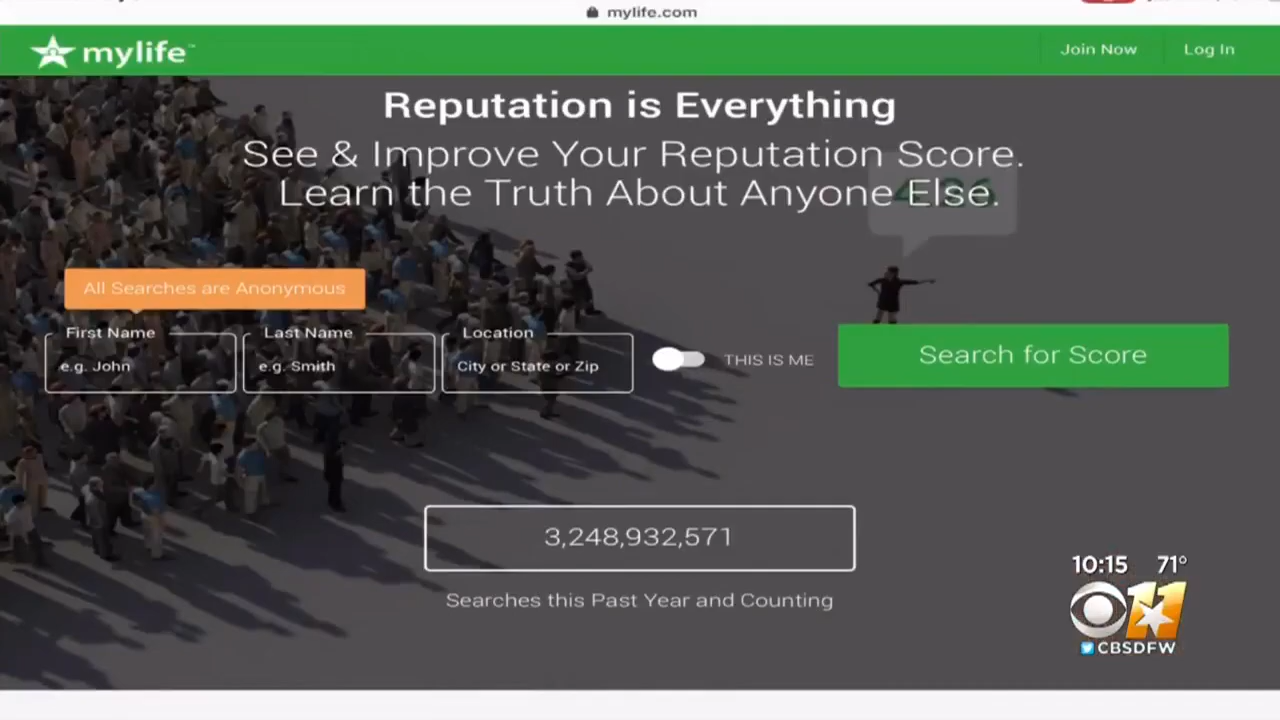 mylife.com
mylife™
Join Now
Log In
Reputation is Everything
See & Improve Your Reputation Score.
Learn the Truth About Anyone Else.
All Searches are Anonymous
First Name
Last Name
Location
e.g. John
e.g. Smith
City or State or Zip
THIS IS ME
Search for Score
3,248,932,571
Searches this Past Year and Counting
10:15 71°
11
CBSDFW